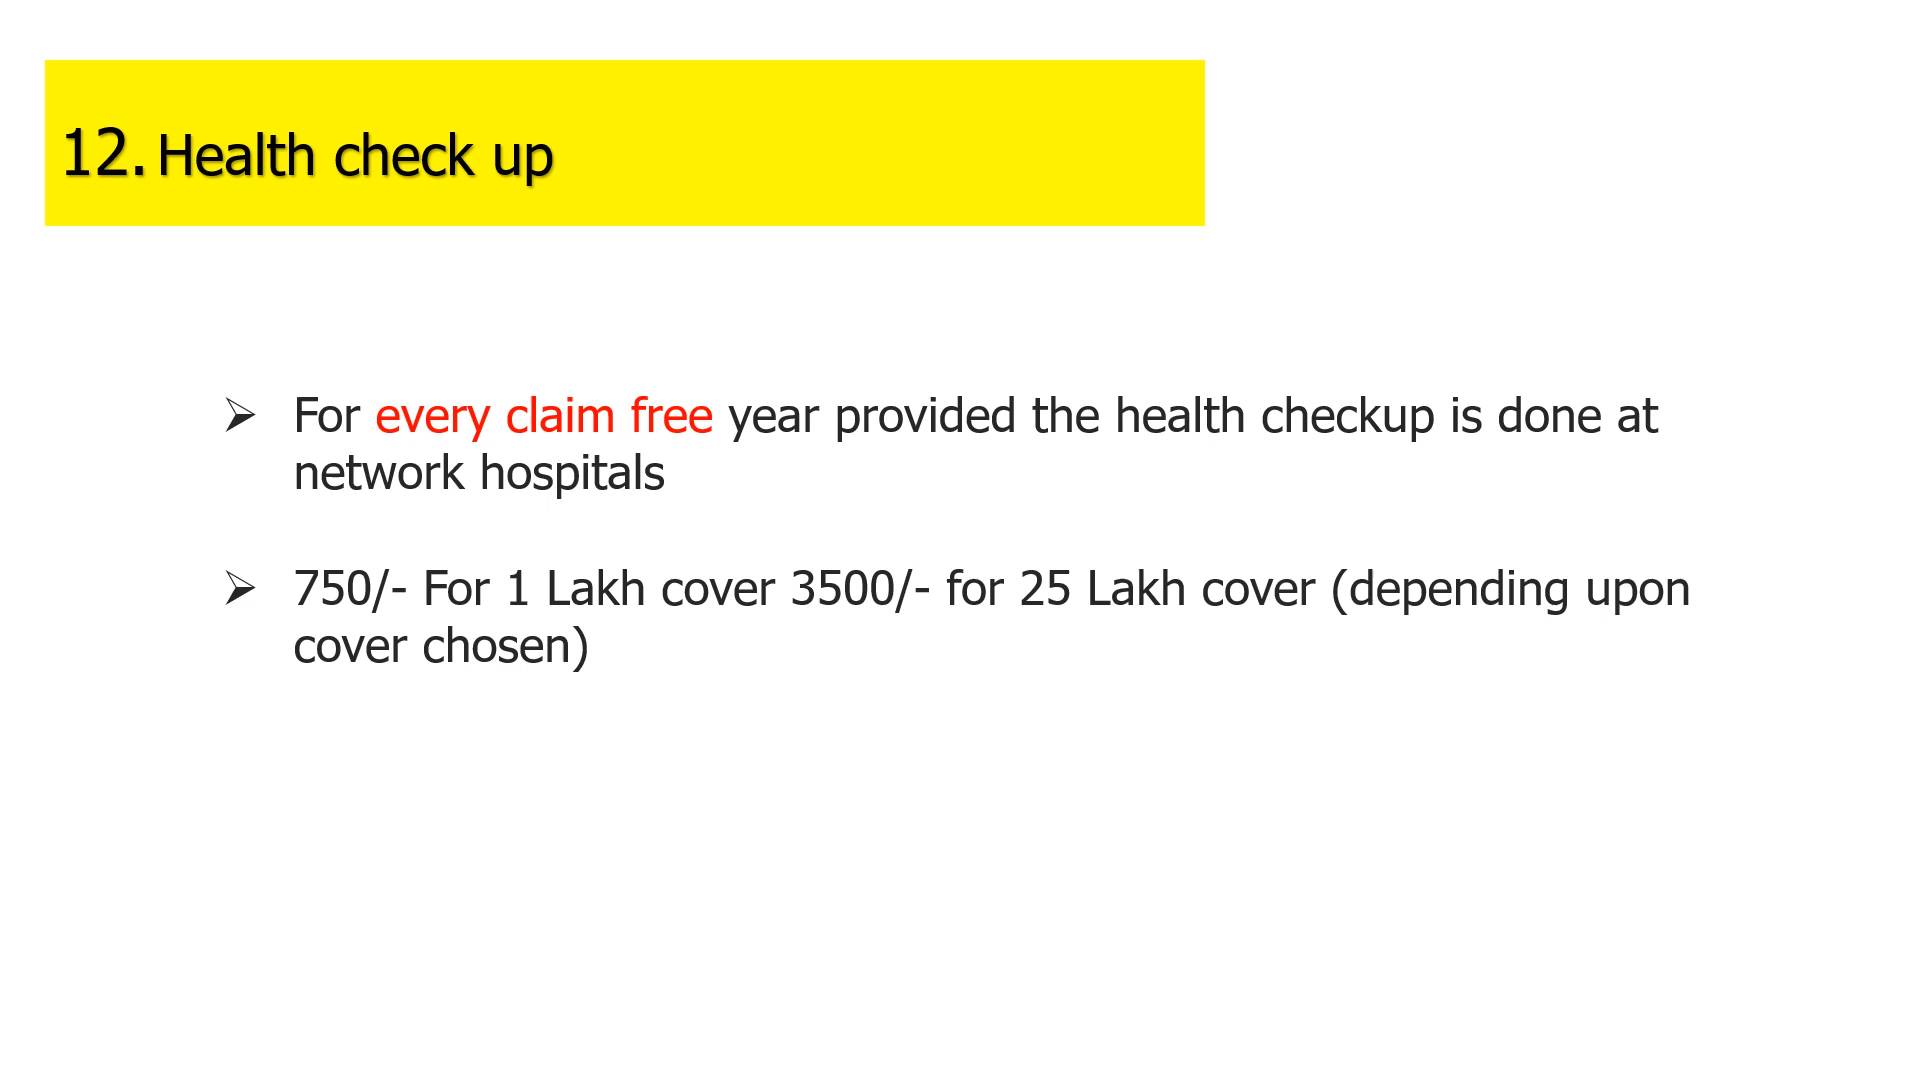 12. Health check up
➢ For every claim free year provided the health checkup is done at
network hospitals
➢ 750/- For 1 Lakh cover 3500/- for 25 Lakh cover (depending upon
cover chosen)